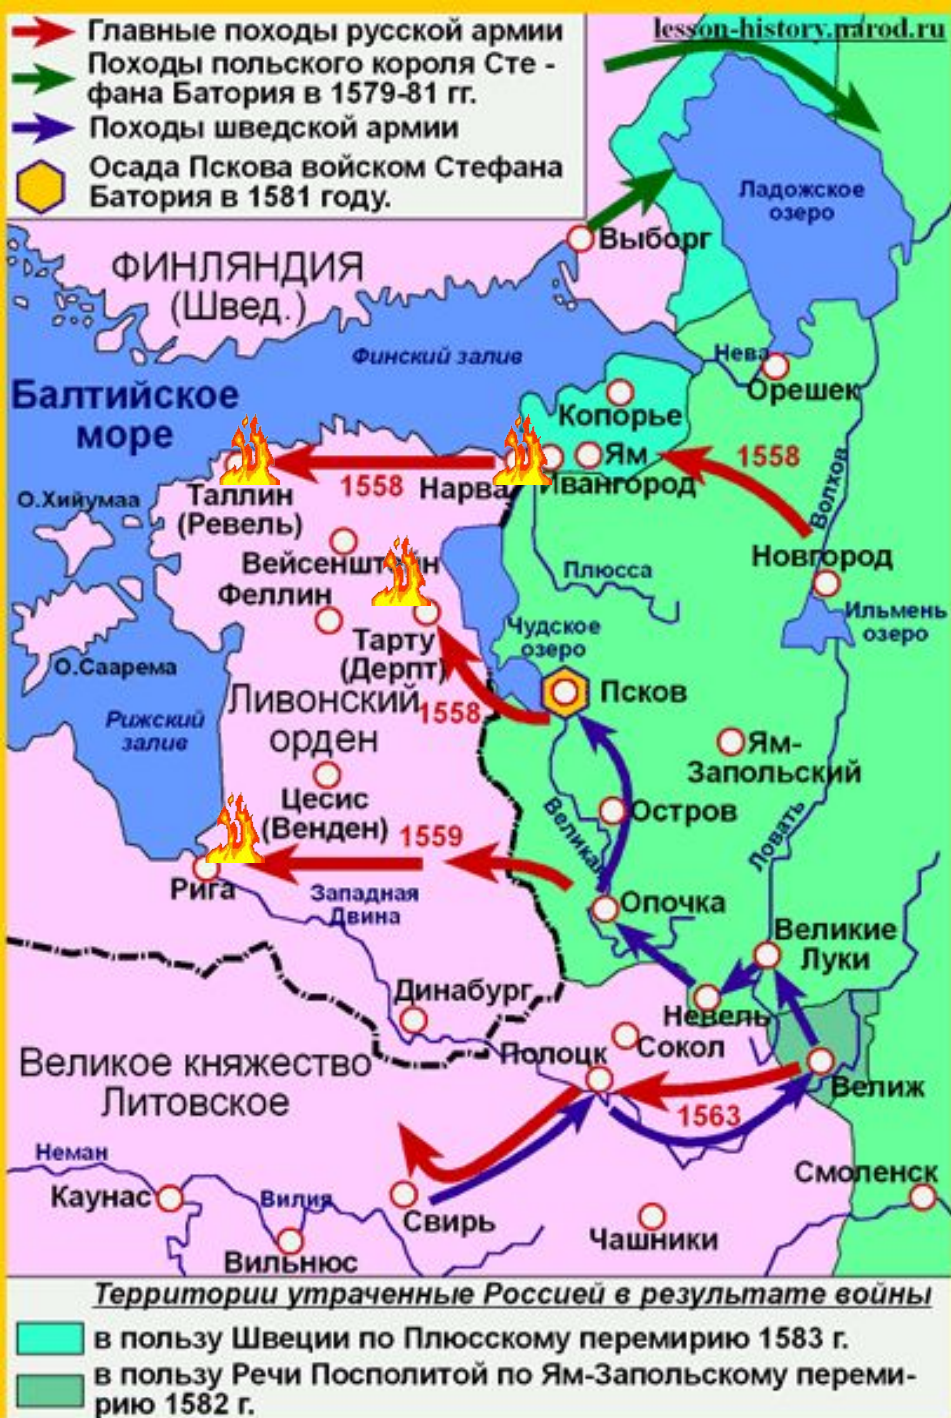 lesson-history.narod.ru
Главные походы русской армии
Походы польского короля Сте -
фана Батория в 1579-81 гг.
Походы шведской армии
Осада Пскова войском Стефана
Батория в 1581 году.
Ладожское
озеро
Выборг
ФИНЛЯНДИЯ
(Швед.)
Финский залив
Нева
Орешек
Балтийское
море
Копорье
Ям
1558
Волхов
Ивангород
Нарва
1558
Таллин
(Ревель)
О.Хийумаа
Вейсенштейн
Новгород
Плюсса
Феллин
Ильмень
озеро
Чудское
озеро
Тарту
(Дерпт)
О.Саарема
Псков
Ливонский
орден
1558
Рижский
залив
Ям-
Запольский
Цесис
(Венден)
Остров
Великая
Ловать
1559
Рига
Западная
Двина
Опочка
Великие
Луки
Динабург
Невель
Сокол
Полоцк
Великое княжество
Литовское
Велиж
1563
Неман
Смоленск
Каунас
Вилия
Свирь
Чашники
Вильнюс
Территории утраченные Россией в результате войны
в пользу Швеции по Плюсскому перемирию 1583 г.
в пользу Речи Посполитой по Ям-Запольскому переми-
рию 1582 г.